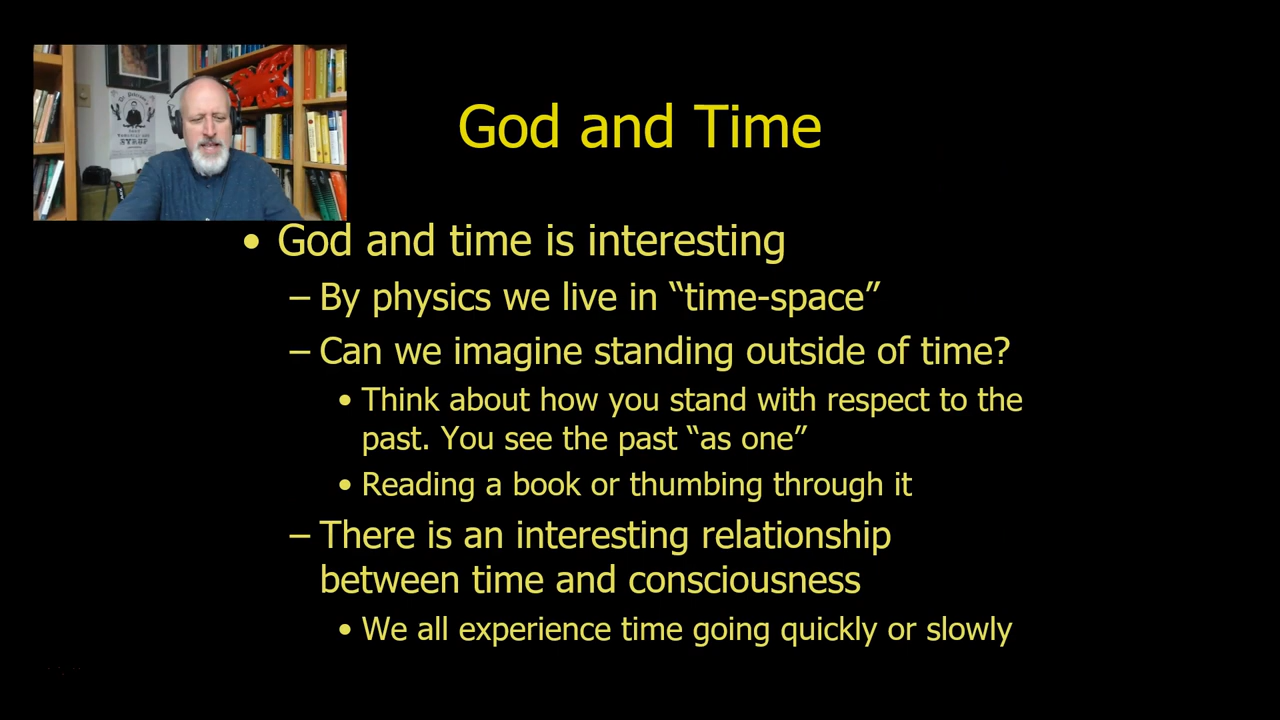 God and Time
• God and time is interesting
– By physics we live in “time-space”
– Can we imagine standing outside of time?
• Think about how you stand with respect to the
past. You see the past “as one”
• Reading a book or thumbing through it
– There is an interesting relationship
between time and consciousness
• We all experience time going quickly or slowly
SYRUP